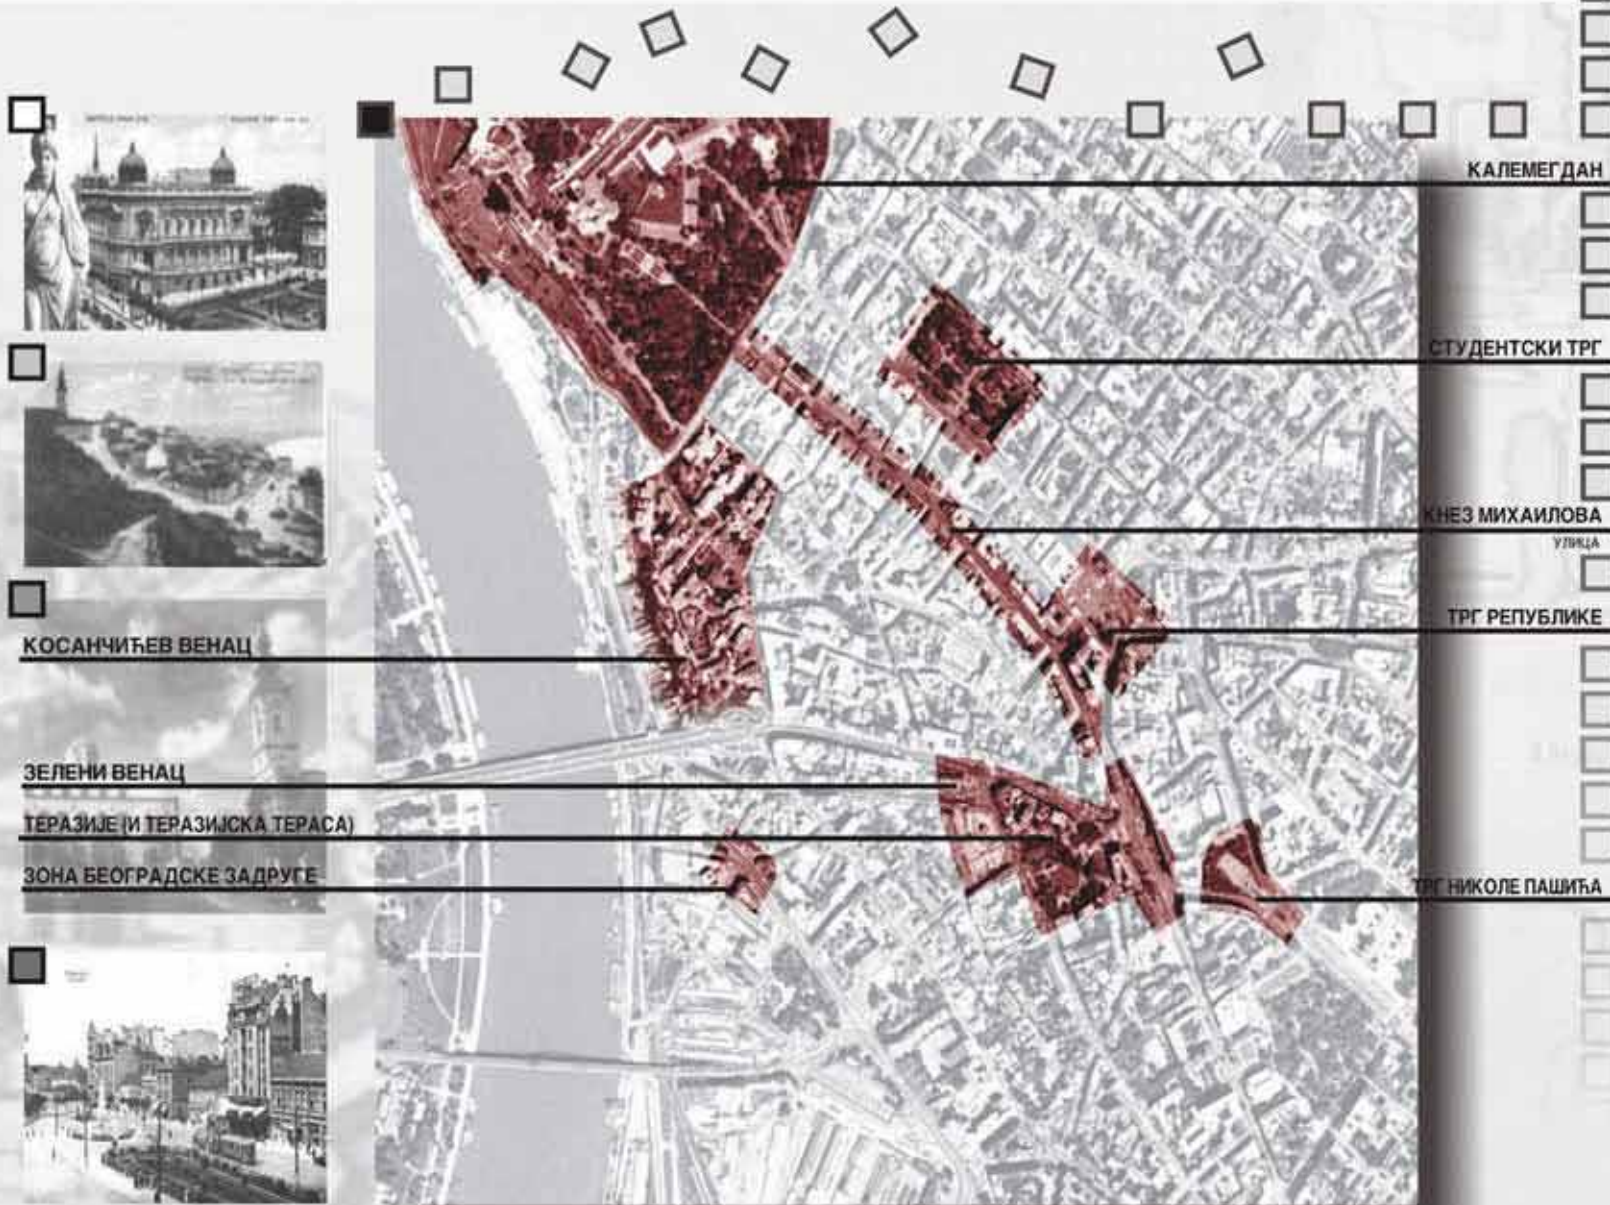 КАЛЕМЕГДАН
СТУДЕНТСКИ ТРГ
КНЕЗ МИХАИЛОВА
УЛИЦА
ТРГ РЕПУБЛИКЕ
ТРГ НИКОЛЕ ПАШИЋА
КОСАНЧИЋЕВ ВЕНАЦ
ЗЕЛЕНИ ВЕНАЦ
ТЕРАЗИЈЕ (И ТЕРАЗИЈСКА ТЕРАСА)
ЗОНА БЕОГРАДСКЕ ЗАДРУГЕ